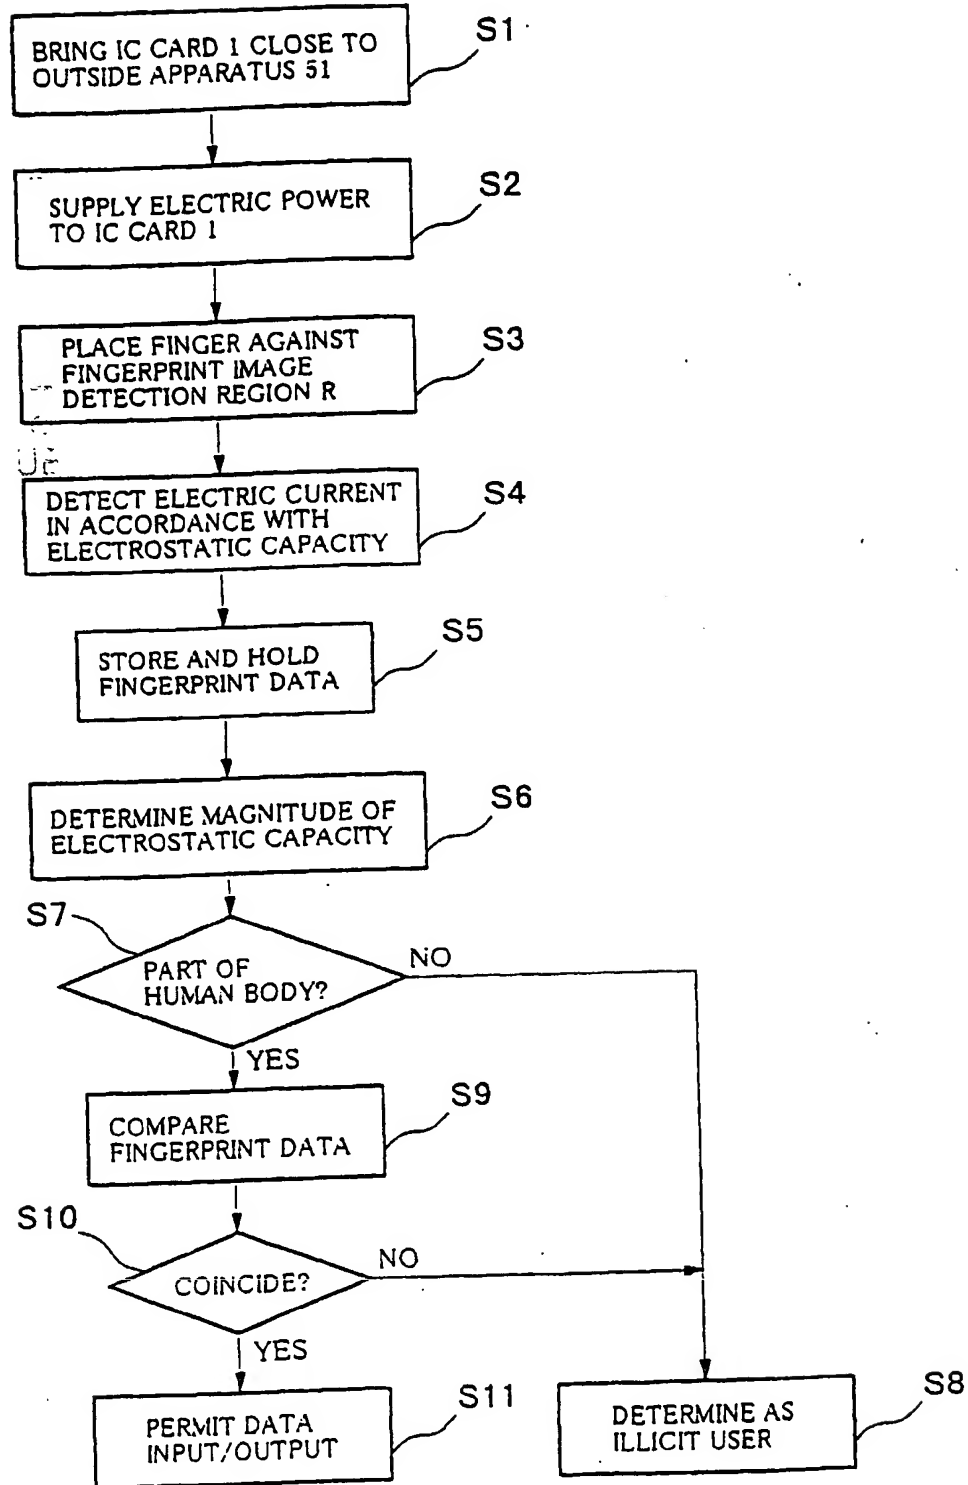 BRING IC CARD 1 CLOSE TO
OUTSIDE APPARATUS 51
S1
SUPPLY ELECTRIC POWER
TO IC CARD 1
S2
PLACE FINGER AGAINST
FINGERPRINT IMAGE
DETECTION REGION R
S3
DETECT ELECTRIC CURRENT
IN ACCORDANCE WITH
ELECTROSTATIC CAPACITY
S4
STORE AND HOLD
FINGERPRINT DATA
S5
DETERMINE MAGNITUDE OF
ELECTROSTATIC CAPACITY
S6
S7
PART OF
HUMAN BODY?
NO
YES
COMPARE
FINGERPRINT DATA
S9
S10
COINCIDE?
NO
YES
PERMIT DATA
INPUT/OUTPUT
S11
DETERMINE AS
ILLICIT USER
S8